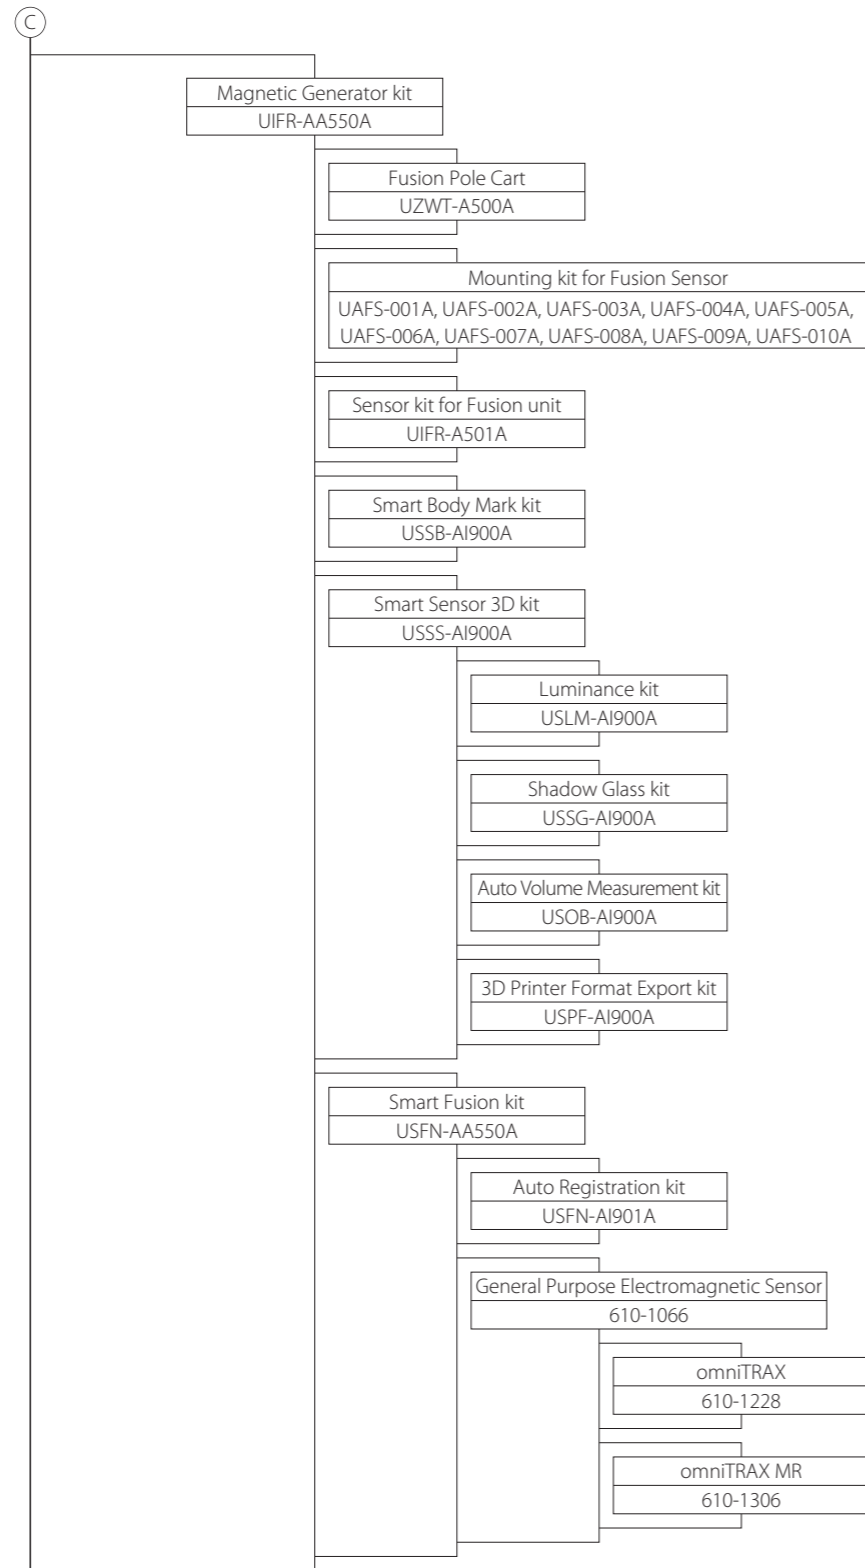 C
Magnetic Generator kit
UIFR-AA550A
Fusion Pole Cart
UZWT-A500A
Mounting kit for Fusion Sensor
UAFS-001A, UAFS-002A, UAFS-003A, UAFS-004A, UAFS-005A,
UAFS-006A, UAFS-007A, UAFS-008A, UAFS-009A, UAFS-010A
Sensor kit for Fusion unit
UIFR-A501A
Smart Body Mark kit
USSB-AI900A
Smart Sensor 3D kit
USSS-AI900A
Luminance kit
USLM-AI900A
Shadow Glass kit
USSG-AI900A
Auto Volume Measurement kit
USOB-AI900A
3D Printer Format Export kit
USPF-AI900A
Smart Fusion kit
USFN-AA550A
Auto Registration kit
USFN-AI901A
General Purpose Electromagnetic Sensor
610-1066
omniTRAX
610-1228
omniTRAX MR
610-1306